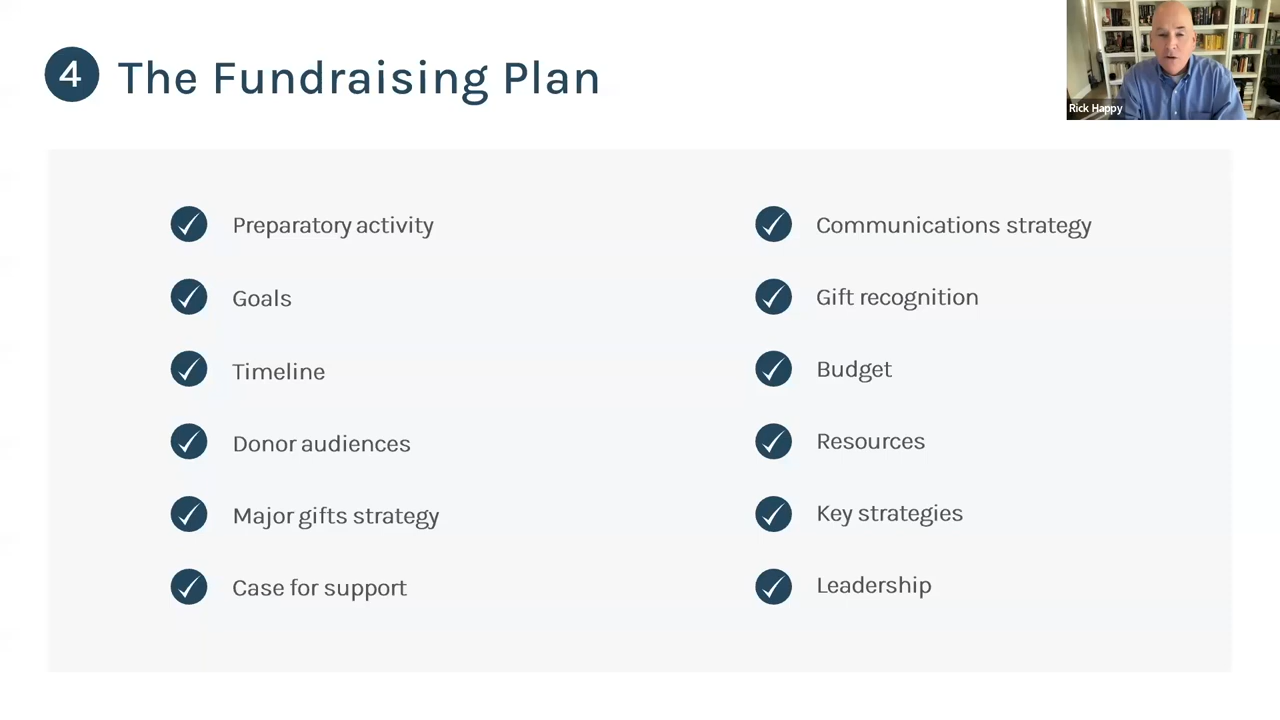 4 The Fundraising Plan
Rick Happy
Preparatory activity
Goals
Timeline
Donor audiences
Major gifts strategy
Case for support
Communications strategy
Gift recognition
Budget
Resources
Key strategies
Leadership